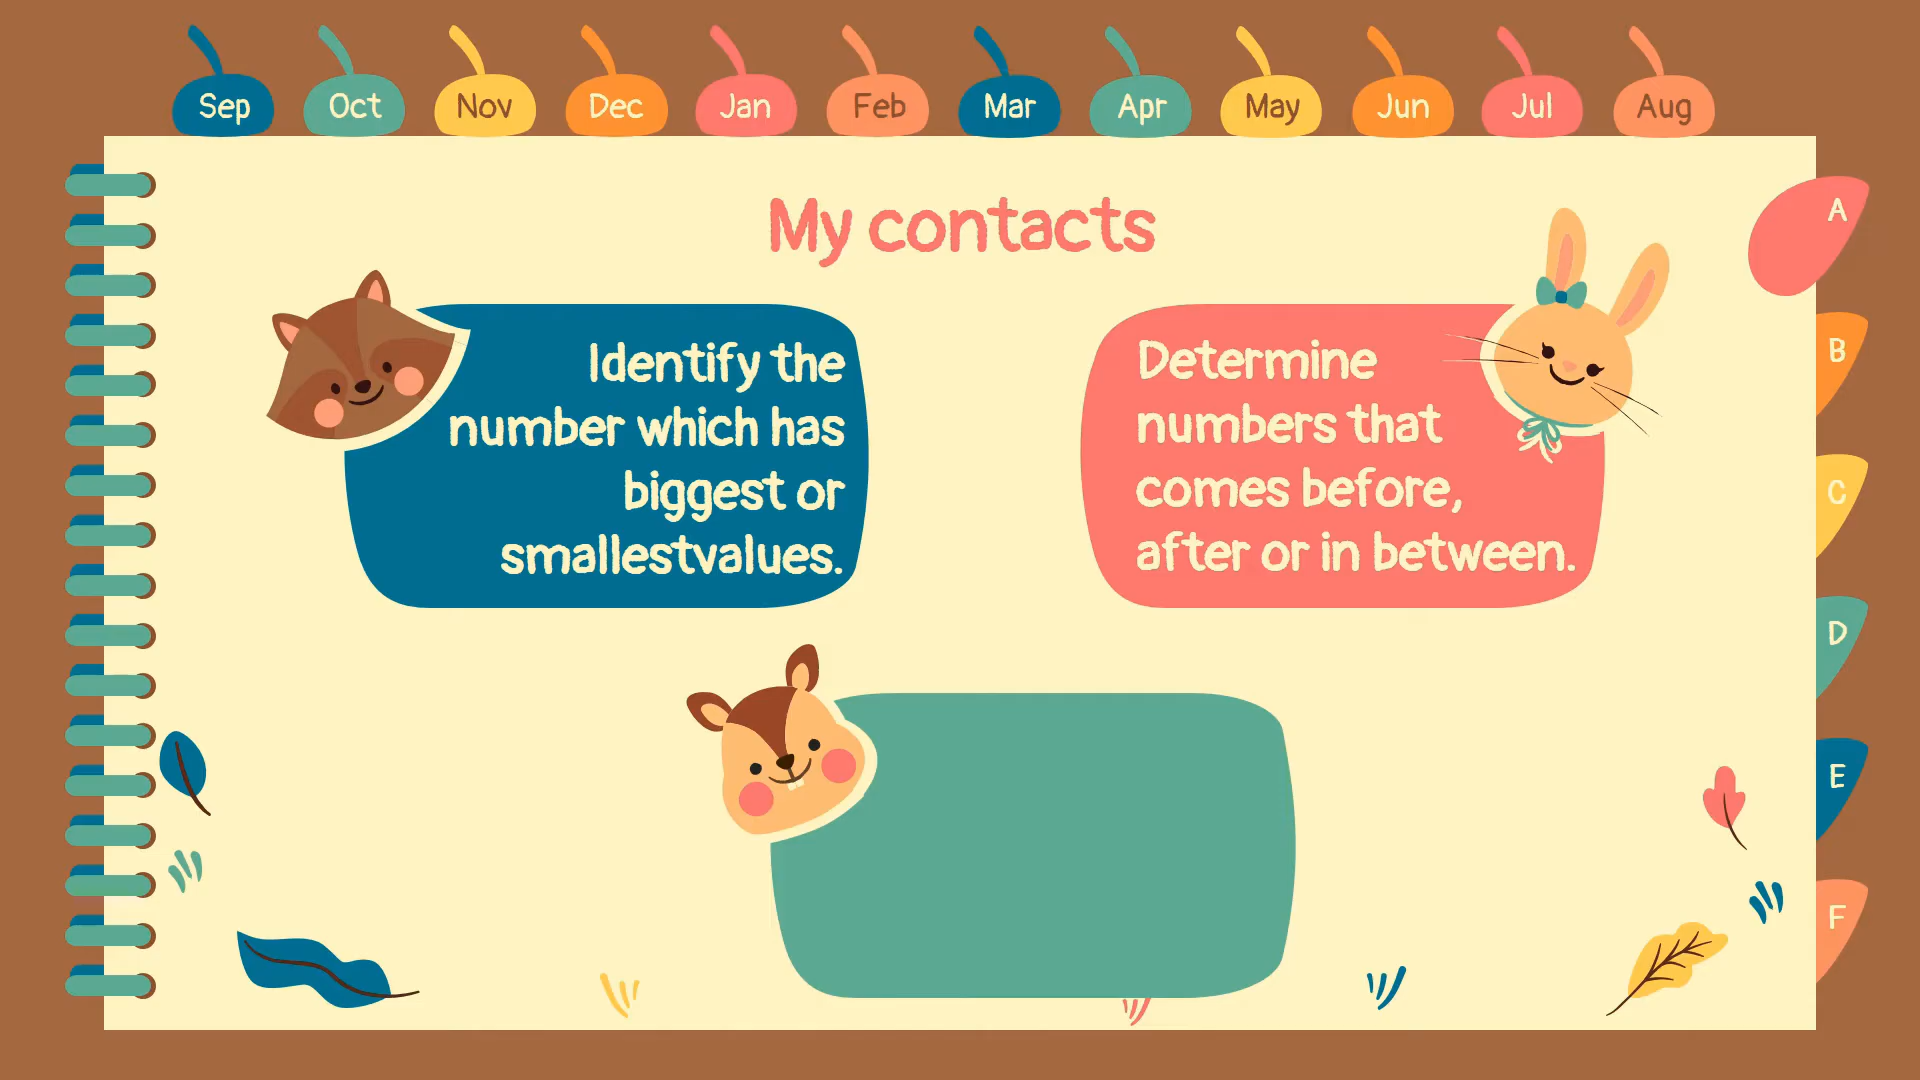 Sep Oct Nov Dec Jan Feb Mar Apr May Jun Jul Aug
My contacts
A
B
C
D
E
F
Identify the
number which has
biggest or
smallestvalues.
Determine
numbers that
comes before,
after or in between.